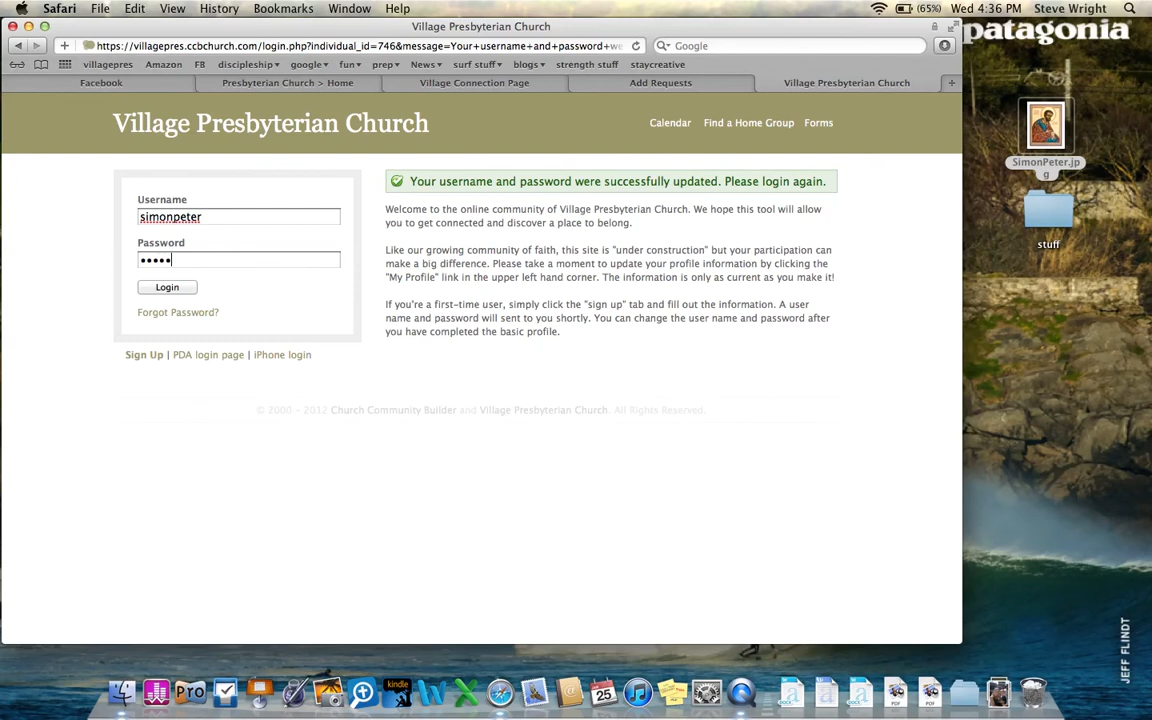 Safari File Edit View History Bookmarks Window Help (65%) Wed 4:36 PM Steve Wright
Village Presbyterian Church
https://villagepres.ccbchurch.com/login.php?individual_id=746&message=Your+username+and+password+we
Google
villagepres Amazon FB discipleship google fun prep News surf stuff blogs strength stuff staycreative
Facebook Presbyterian Church > Home Village Connection Page Add Requests Village Presbyterian Church
patagonia
Village Presbyterian Church
Calendar Find a Home Group Forms
SimonPeter.jp
g
stuff
Username
simonpeter
Password
•••••
Login
Forgot Password?
Sign Up | PDA login page | iPhone login
Your username and password were successfully updated. Please login again.
Welcome to the online community of Village Presbyterian Church. We hope this tool will allow
you to get connected and discover a place to belong.
Like our growing community of faith, this site is "under construction" but your participation can
make a big difference. Please take a moment to update your profile information by clicking the
"My Profile" link in the upper left hand corner. The information is only as current as you make it!
If you're a first-time user, simply click the "sign up" tab and fill out the information. A user
name and password will sent to you shortly. You can change the user name and password after
you have completed the basic profile.
© 2000 - 2012 Church Community Builder and Village Presbyterian Church. All Rights Reserved.
JEFF FLINDT
Pro
kindle
25
PDF
PDF